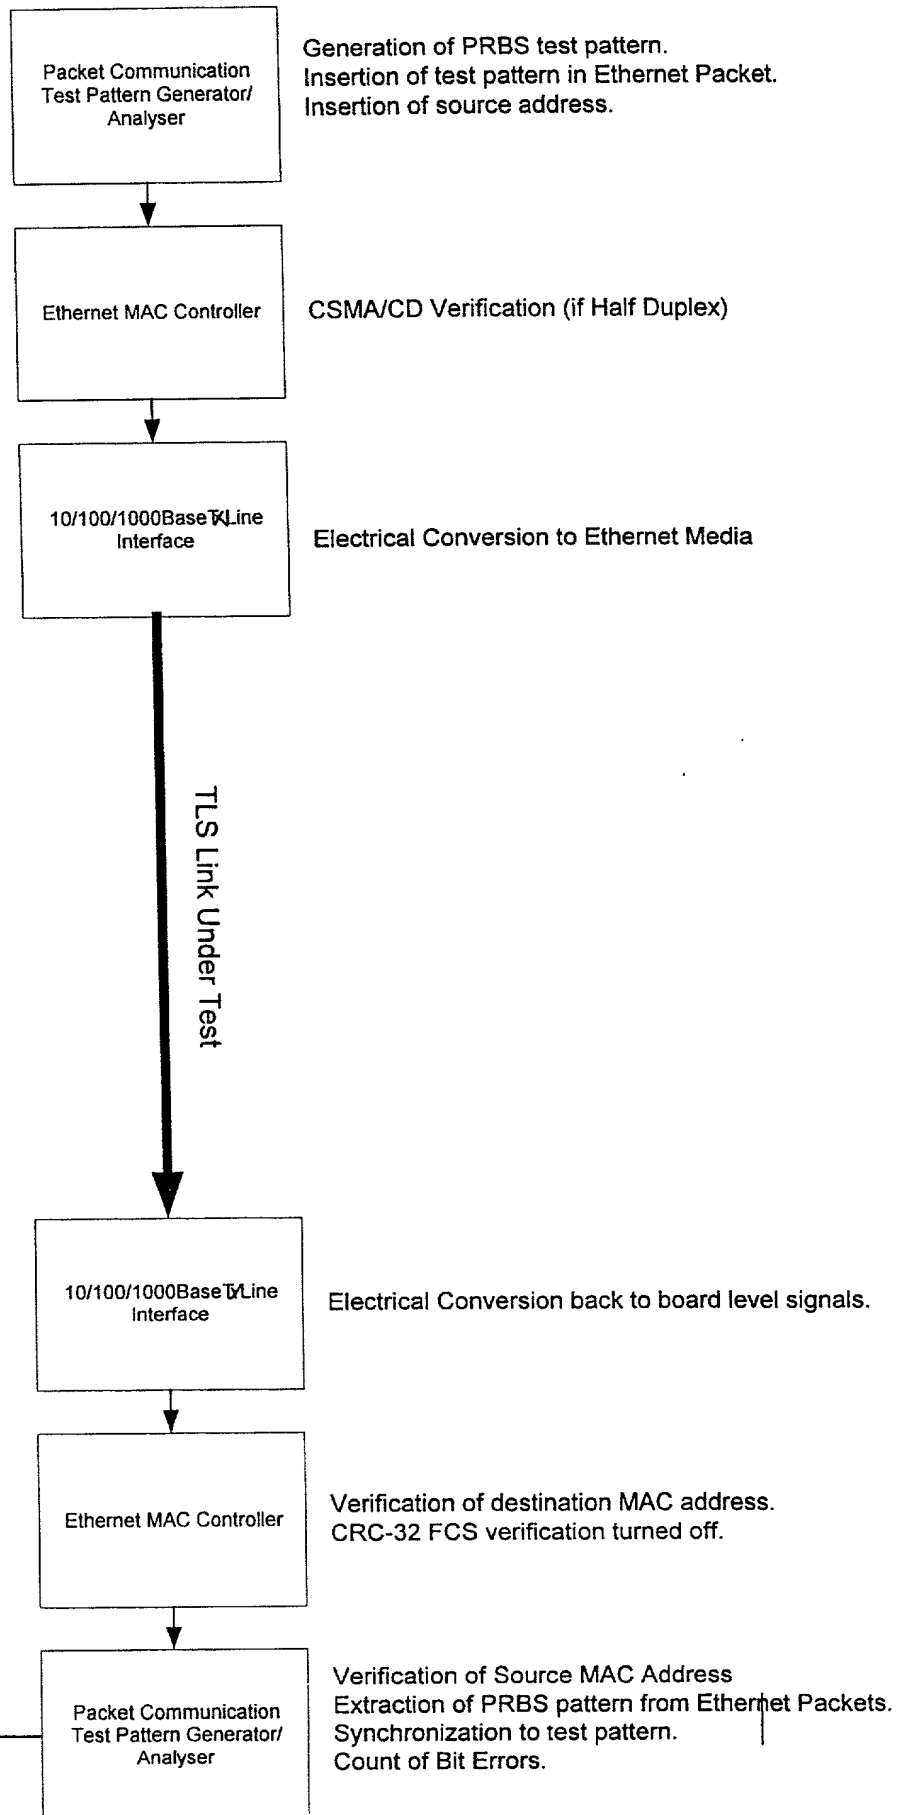 Packet Communication
Test Pattern Generator/
Analyser
Generation of PRBS test pattern.
Insertion of test pattern in Ethernet Packet.
Insertion of source address.
Ethernet MAC Controller
CSMA/CD Verification (if Half Duplex)
10/100/1000Base Line
Interface
Electrical Conversion to Ethernet Media
TLS Link Under Test
10/100/1000Base Line
Interface
Electrical Conversion back to board level signals.
Ethernet MAC Controller
Verification of destination MAC address.
CRC-32 FCS verification turned off.
Packet Communication
Test Pattern Generator/
Analyser
Verification of Source MAC Address
Extraction of PRBS pattern from Ethernet Packets.
Synchronization to test pattern.
Count of Bit Errors.